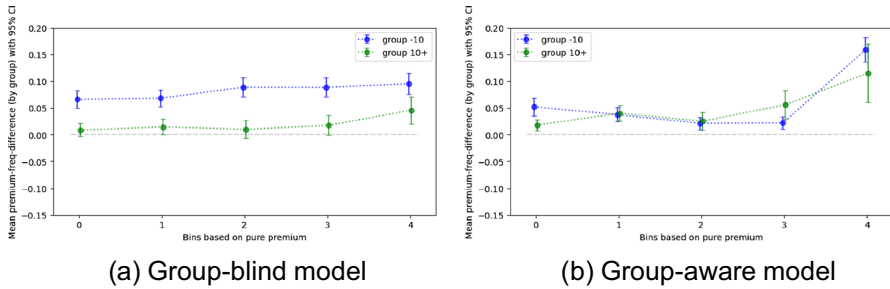 Mean premium-freq-difference (by group) with 95% CI
0.20
0.15
0.10
0.05
0.00
−0.05
−0.10
−0.15
group -10
group 10+
0 1 2 3 4
Bins based on pure premium
(a) Group-blind model
Mean premium-freq-difference (by group) with 95% CI
0.20
0.15
0.10
0.05
0.00
−0.05
−0.10
−0.15
group -10
group 10+
0 1 2 3 4
Bins based on pure premium
(b) Group-aware model